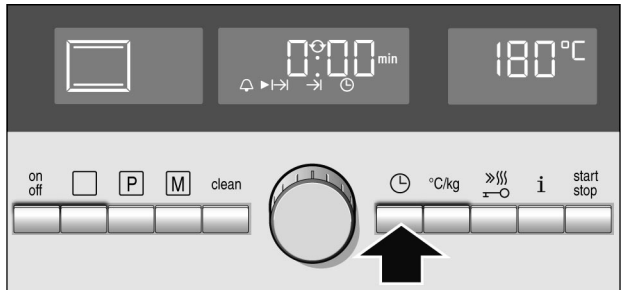 0:00 min
180°C
on
off
P
M
clean
°C/kg
i
start
stop